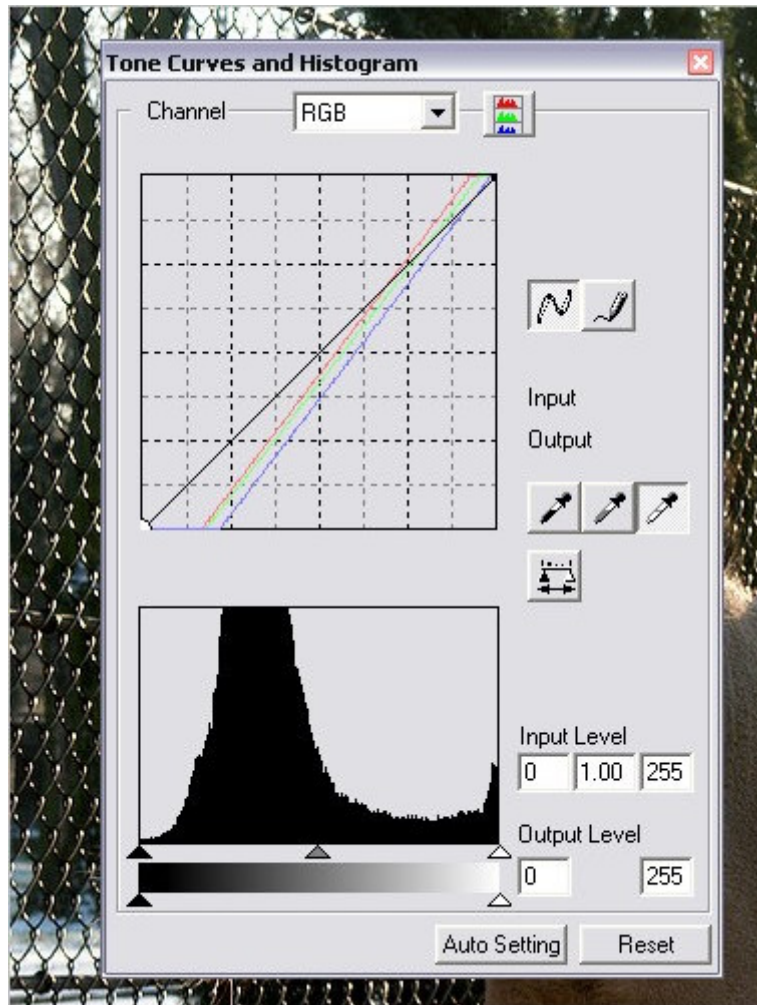 Tone Curves and Histogram
Channel RGB
Input
Output
Input Level
0 1.00 255
Output Level
0 255
Auto Setting Reset